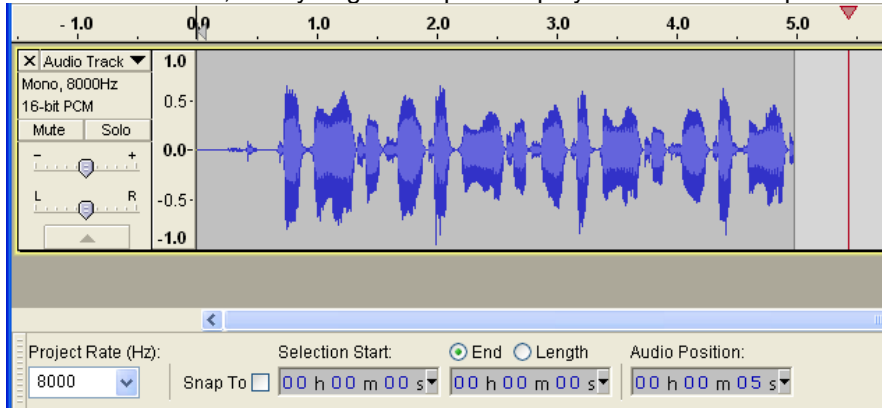 - 1.0 0.0 1.0 2.0 3.0 4.0 5.0
X Audio Track 1.0
Mono, 8000Hz
16-bit PCM 0.5
Mute Solo
- + 0.0
L R -0.5
-1.0
Project Rate (Hz): Selection Start: End Length Audio Position:
8000 Snap To 00 h 00 m 00 s 00 h 00 m 00 s 00 h 00 m 05 s